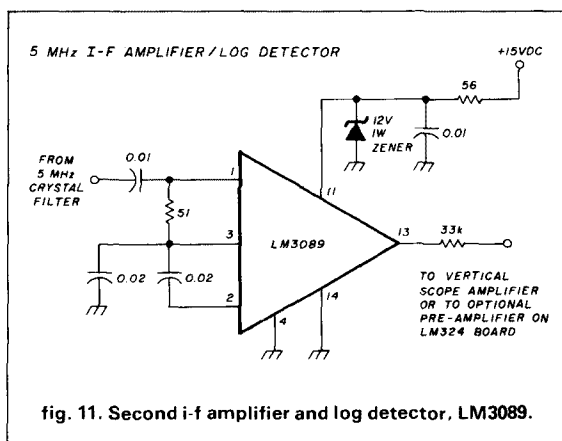 5 MHz I-F AMPLIFIER/LOG DETECTOR
+15VDC
56
12V
1W
ZENER
0.01
FROM
5 MHz
CRYSTAL
FILTER
0.01
1
11
51
3
LM3089
13
33k
0.02
0.02
2
4
14
TO VERTICAL
SCOPE AMPLIFIER
OR TO OPTIONAL
PRE-AMPLIFIER ON
LM324 BOARD
fig. 11. Second i-f amplifier and log detector, LM3089.